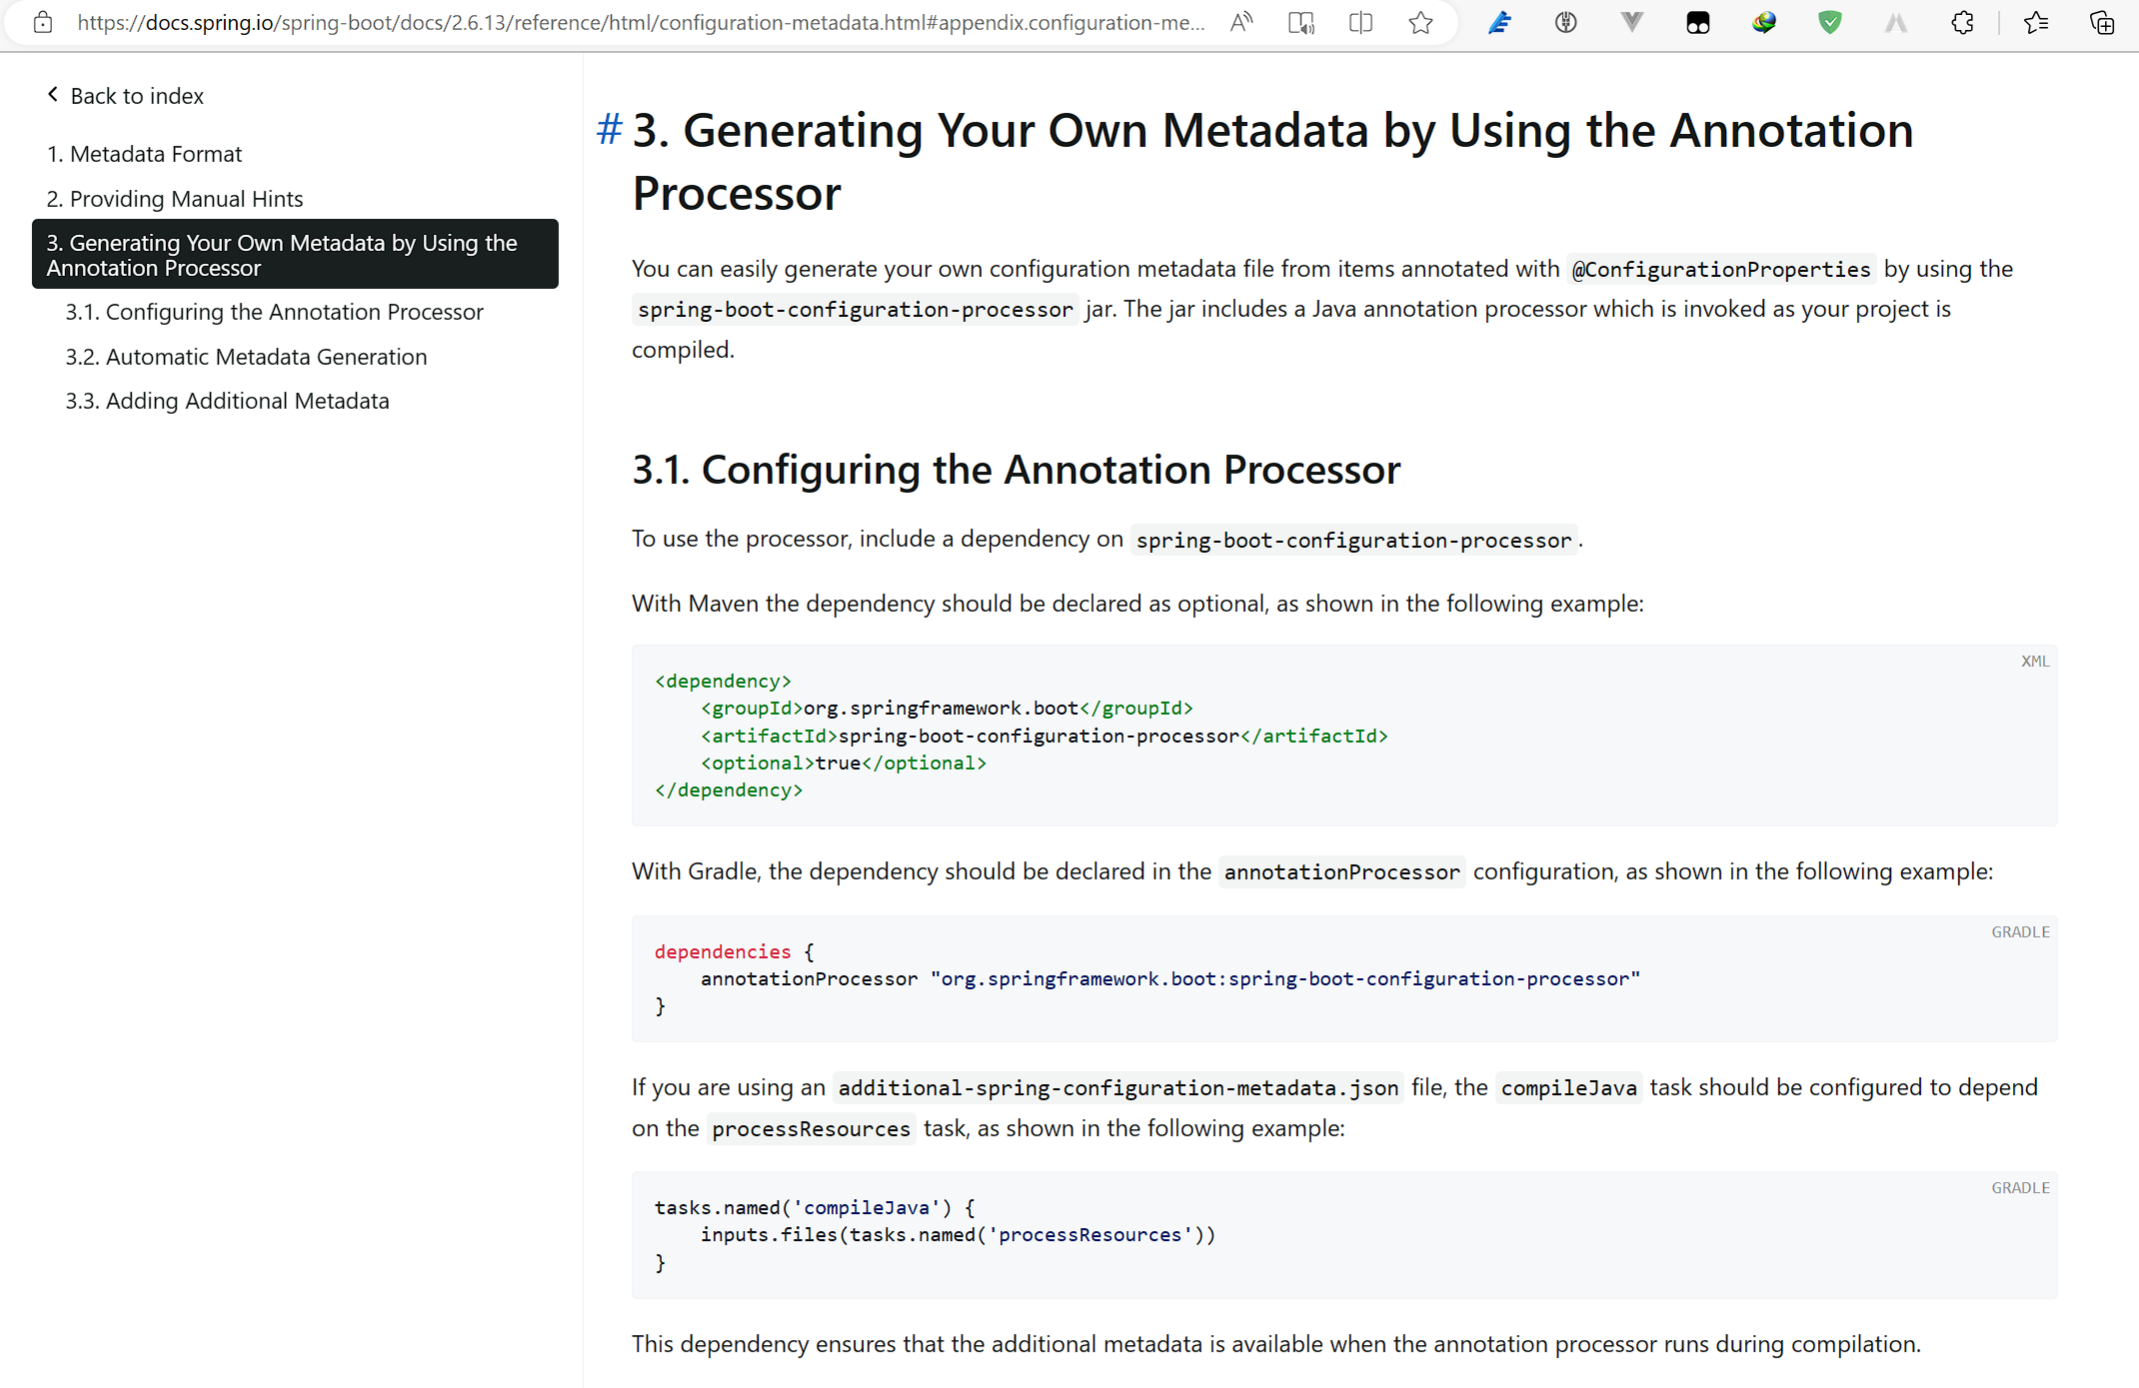 https://docs.spring.io/spring-boot/docs/2.6.13/reference/html/configuration-metadata.html#appendix.configuration-me...
Back to index
1. Metadata Format
2. Providing Manual Hints
3. Generating Your Own Metadata by Using the
Annotation Processor
3.1. Configuring the Annotation Processor
3.2. Automatic Metadata Generation
3.3. Adding Additional Metadata
# 3. Generating Your Own Metadata by Using the Annotation
Processor
You can easily generate your own configuration metadata file from items annotated with @ConfigurationProperties by using the
spring-boot-configuration-processor jar. The jar includes a Java annotation processor which is invoked as your project is
compiled.
3.1. Configuring the Annotation Processor
To use the processor, include a dependency on spring-boot-configuration-processor.
With Maven the dependency should be declared as optional, as shown in the following example:
XML
<dependency>
    <groupId>org.springframework.boot</groupId>
    <artifactId>spring-boot-configuration-processor</artifactId>
    <optional>true</optional>
</dependency>
With Gradle, the dependency should be declared in the annotationProcessor configuration, as shown in the following example:
GRADLE
dependencies {
    annotationProcessor "org.springframework.boot:spring-boot-configuration-processor"
}
If you are using an additional-spring-configuration-metadata.json file, the compileJava task should be configured to depend
on the processResources task, as shown in the following example:
GRADLE
tasks.named('compileJava') {
    inputs.files(tasks.named('processResources'))
}
This dependency ensures that the additional metadata is available when the annotation processor runs during compilation.